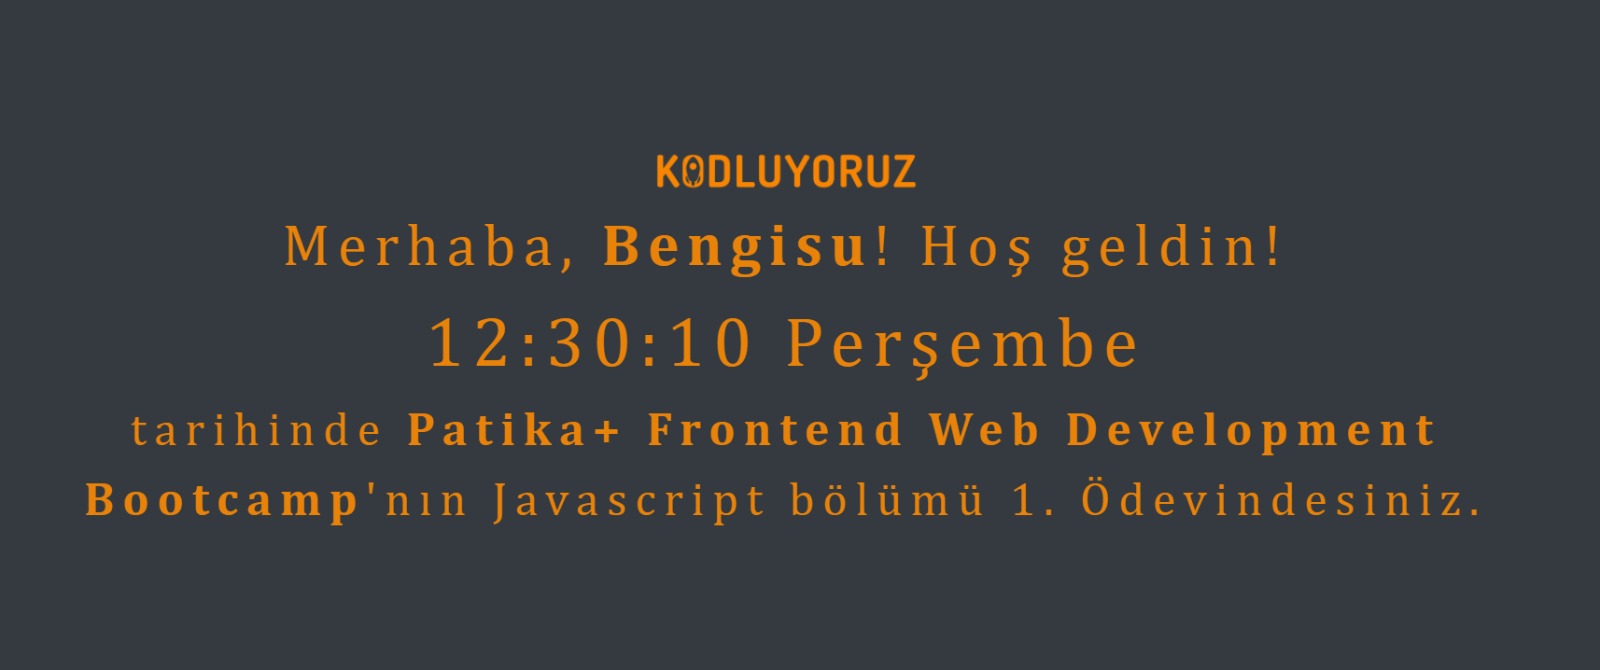 KODLUYORUZ
Merhaba, Bengisu! Hoş geldin!
12:30:10 Perşembe
tarihinde Patika+ Frontend Web Development
Bootcamp'nın Javascript bölümü 1. Ödevindesiniz.